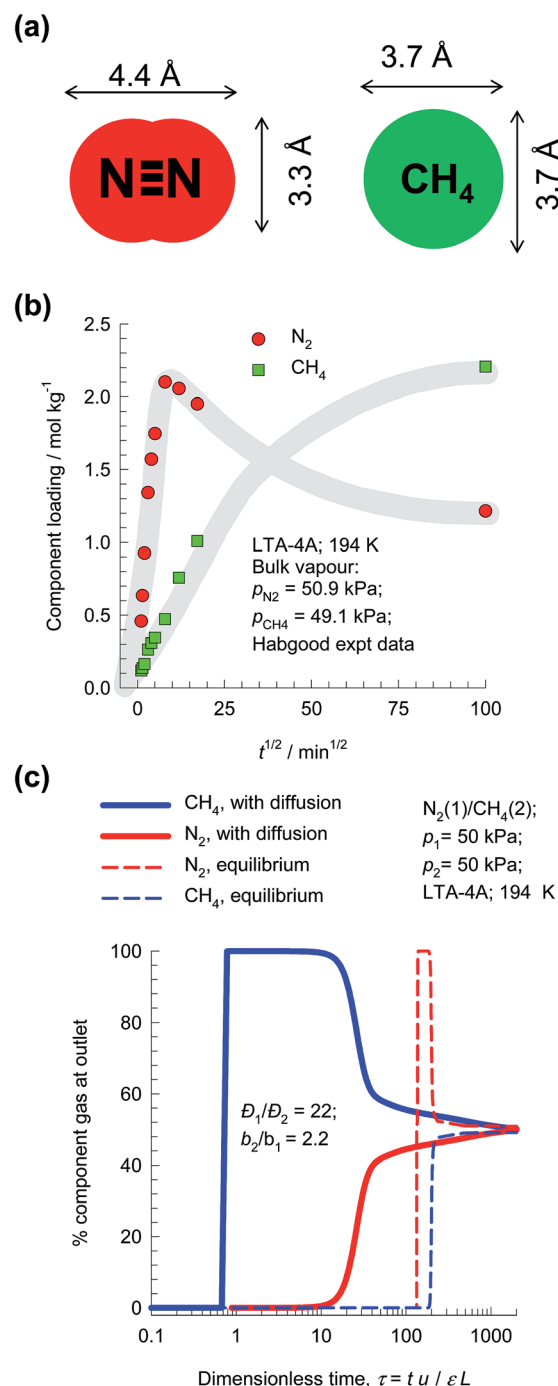 (a)
4.4 Å
3.7 Å
N≡N
3.3 Å
CH₄
3.7 Å
(b)
2.5
2.0
1.5
1.0
0.5
0.0
Component loading / mol kg⁻¹
N₂
CH₄
LTA-4A; 194 K
Bulk vapour:
p_N2 = 50.9 kPa;
p_CH4 = 49.1 kPa;
Habgood expt data
0 25 50 75 100
t^1/2 / min^1/2
(c)
CH₄, with diffusion
N₂, with diffusion
N₂, equilibrium
CH₄, equilibrium
N₂(1)/CH₄(2);
p₁= 50 kPa;
p₂= 50 kPa;
LTA-4A; 194 K
100
80
60
40
20
0
% component gas at outlet
Đ₁/Đ₂ = 22;
b₂/b₁ = 2.2
0.1 1 10 100 1000
Dimensionless time, τ = t u / ε L